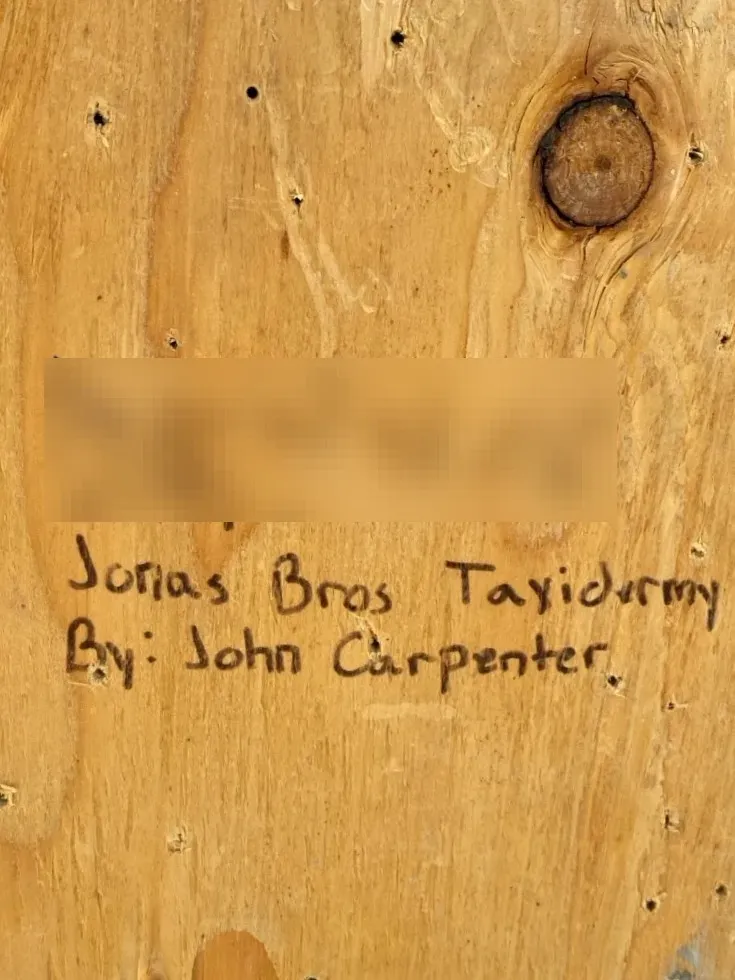 Jonas Bros Taxidermy
By: John Carpenter